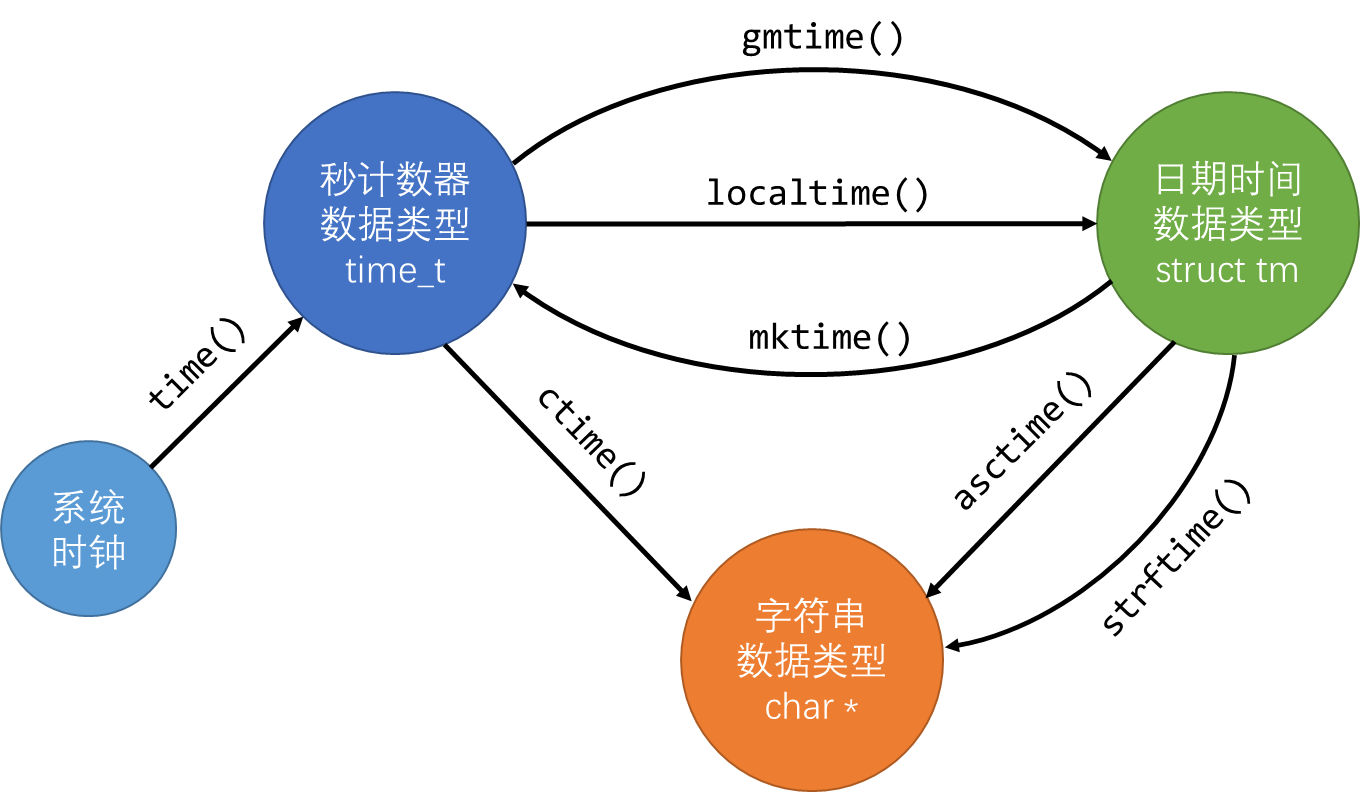 gmtime()
秒计数器
数据类型
time_t
localtime()
日期时间
数据类型
struct tm
mktime()
time()
ctime()
asctime()
strftime()
系统
时钟
字符串
数据类型
char *